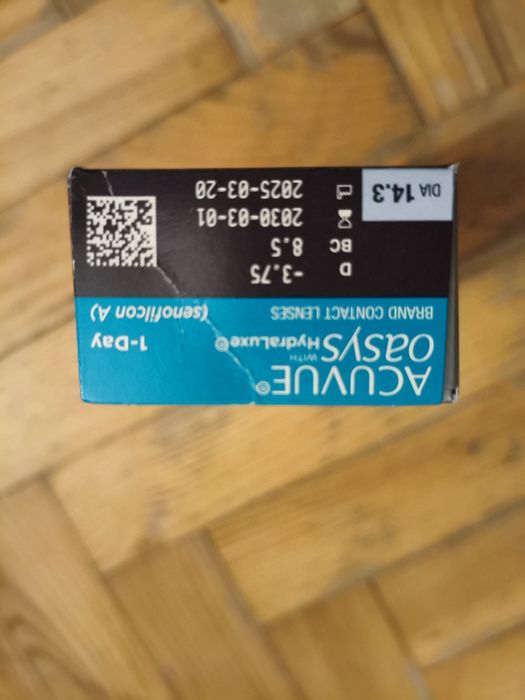 ACUVUE®
OASYS WITH HydraLuxe® 1-Day
BRAND CONTACT LENSES (senofilcon A)
D -3.75
BC 8.5
2030-03-01
2025-03-20
DIA 14.3